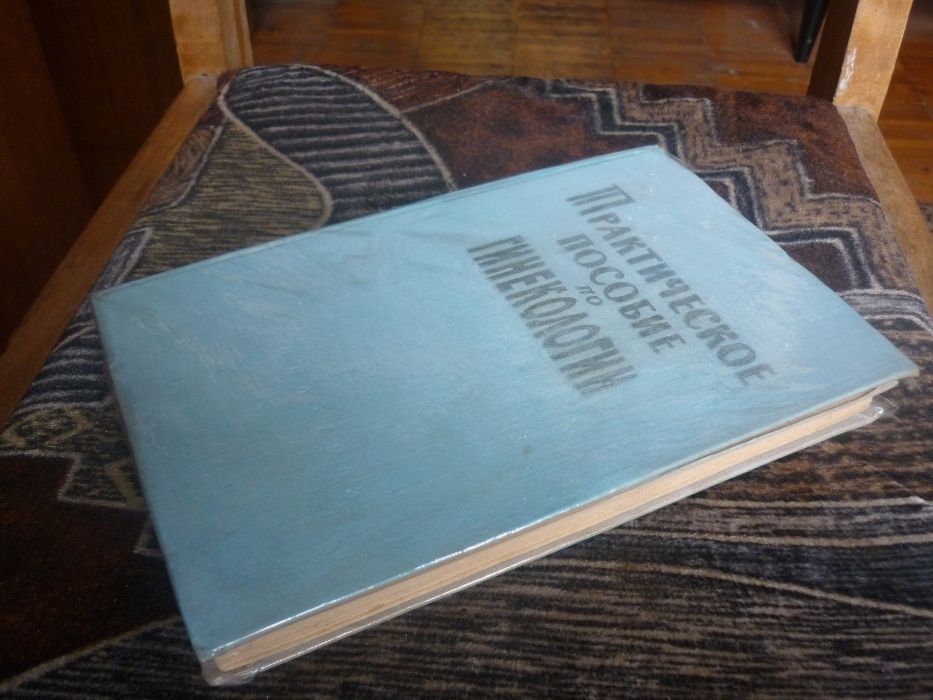 Практическое
пособие
по
гинекологии